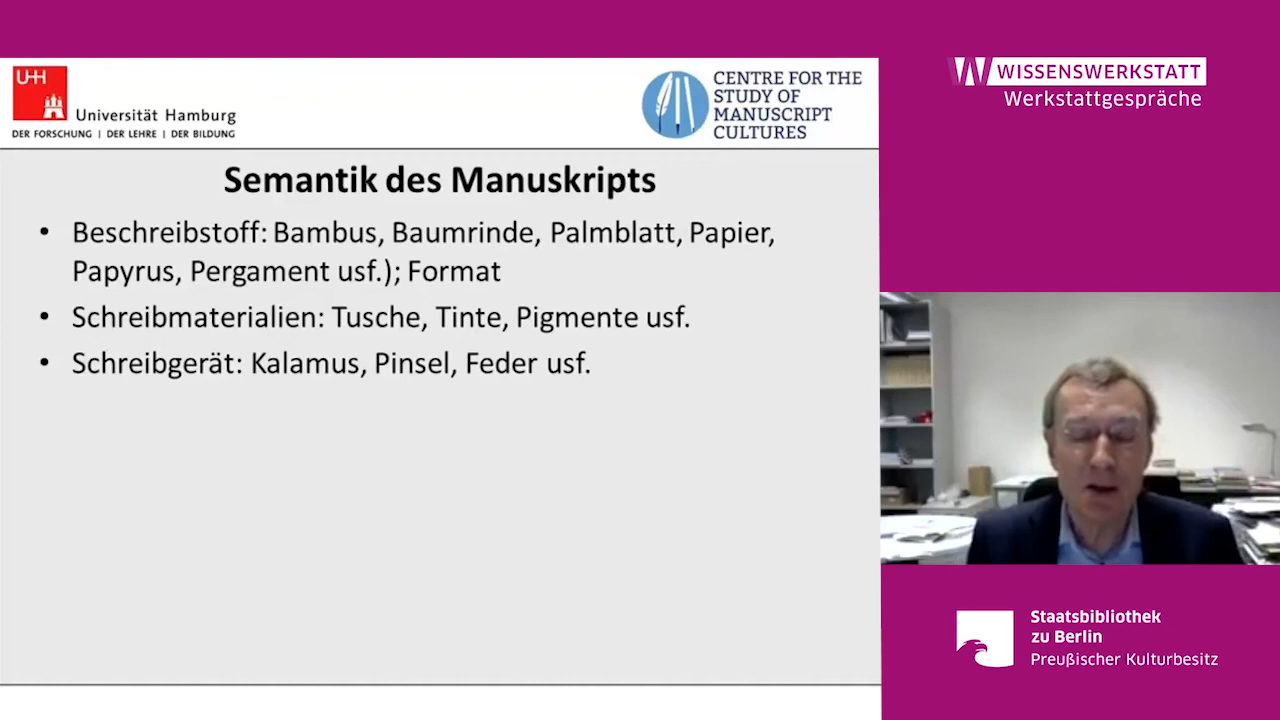 UHH
Universität Hamburg
DER FORSCHUNG | DER LEHRE | DER BILDUNG
CENTRE FOR THE
STUDY OF
MANUSCRIPT
CULTURES
Semantik des Manuskripts
• Beschreibstoff: Bambus, Baumrinde, Palmblatt, Papier,
Papyrus, Pergament usf.); Format
• Schreibmaterialien: Tusche, Tinte, Pigmente usf.
• Schreibgerät: Kalamus, Pinsel, Feder usf.
W WISSENSWERKSTATT
Werkstattgespräche
Staatsbibliothek
zu Berlin
Preußischer Kulturbesitz